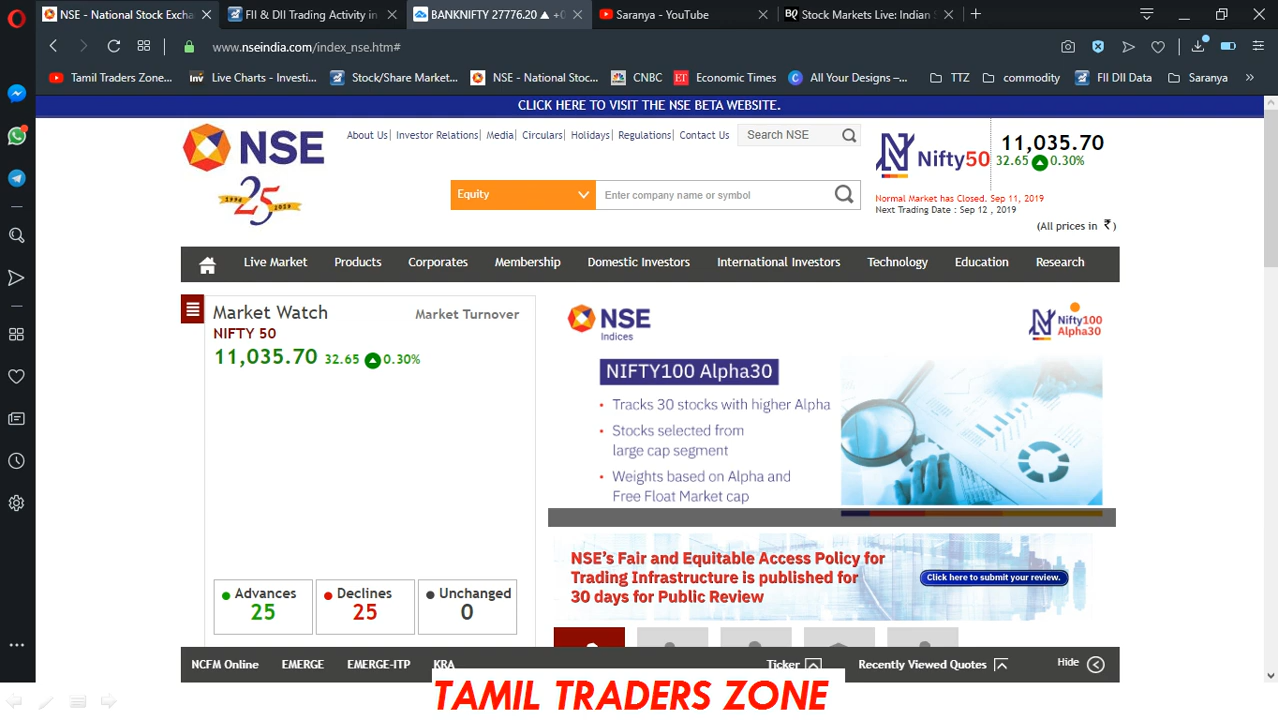 NSE - National Stock Excha
FII & DII Trading Activity in
BANKNIFTY 27776.20 ▲ +0
Saranya - YouTube
BQ Stock Markets Live: Indian S
www.nseindia.com/index_nse.htm#
Tamil Traders Zone... Inv Live Charts - Investi... Stock/Share Market... NSE - National Stoc... CNBC ET Economic Times C All Your Designs –... TTZ commodity FII DII Data Saranya »
CLICK HERE TO VISIT THE NSE BETA WEBSITE.
NSE
1994 25 2019
About Us| Investor Relations| Media| Circulars| Holidays| Regulations| Contact Us
Search NSE
Equity
Enter company name or symbol
Nifty50
11,035.70
32.65 0.30%
Normal Market has Closed. Sep 11, 2019
Next Trading Date : Sep 12 , 2019
(All prices in ₹)
Live Market Products Corporates Membership Domestic Investors International Investors Technology Education Research
Market Watch
Market Turnover
NIFTY 50
11,035.70 32.65 0.30%
Advances
25
Declines
25
Unchanged
0
NSE
Indices
Nifty100
Alpha30
NIFTY100 Alpha30
• Tracks 30 stocks with higher Alpha
• Stocks selected from
large cap segment
• Weights based on Alpha and
Free Float Market cap
NSE's Fair and Equitable Access Policy for
Trading Infrastructure is published for
30 days for Public Review
Click here to submit your review.
NCFM Online EMERGE EMERGE-ITP KRA Ticker Recently Viewed Quotes Hide
TAMIL TRADERS ZONE